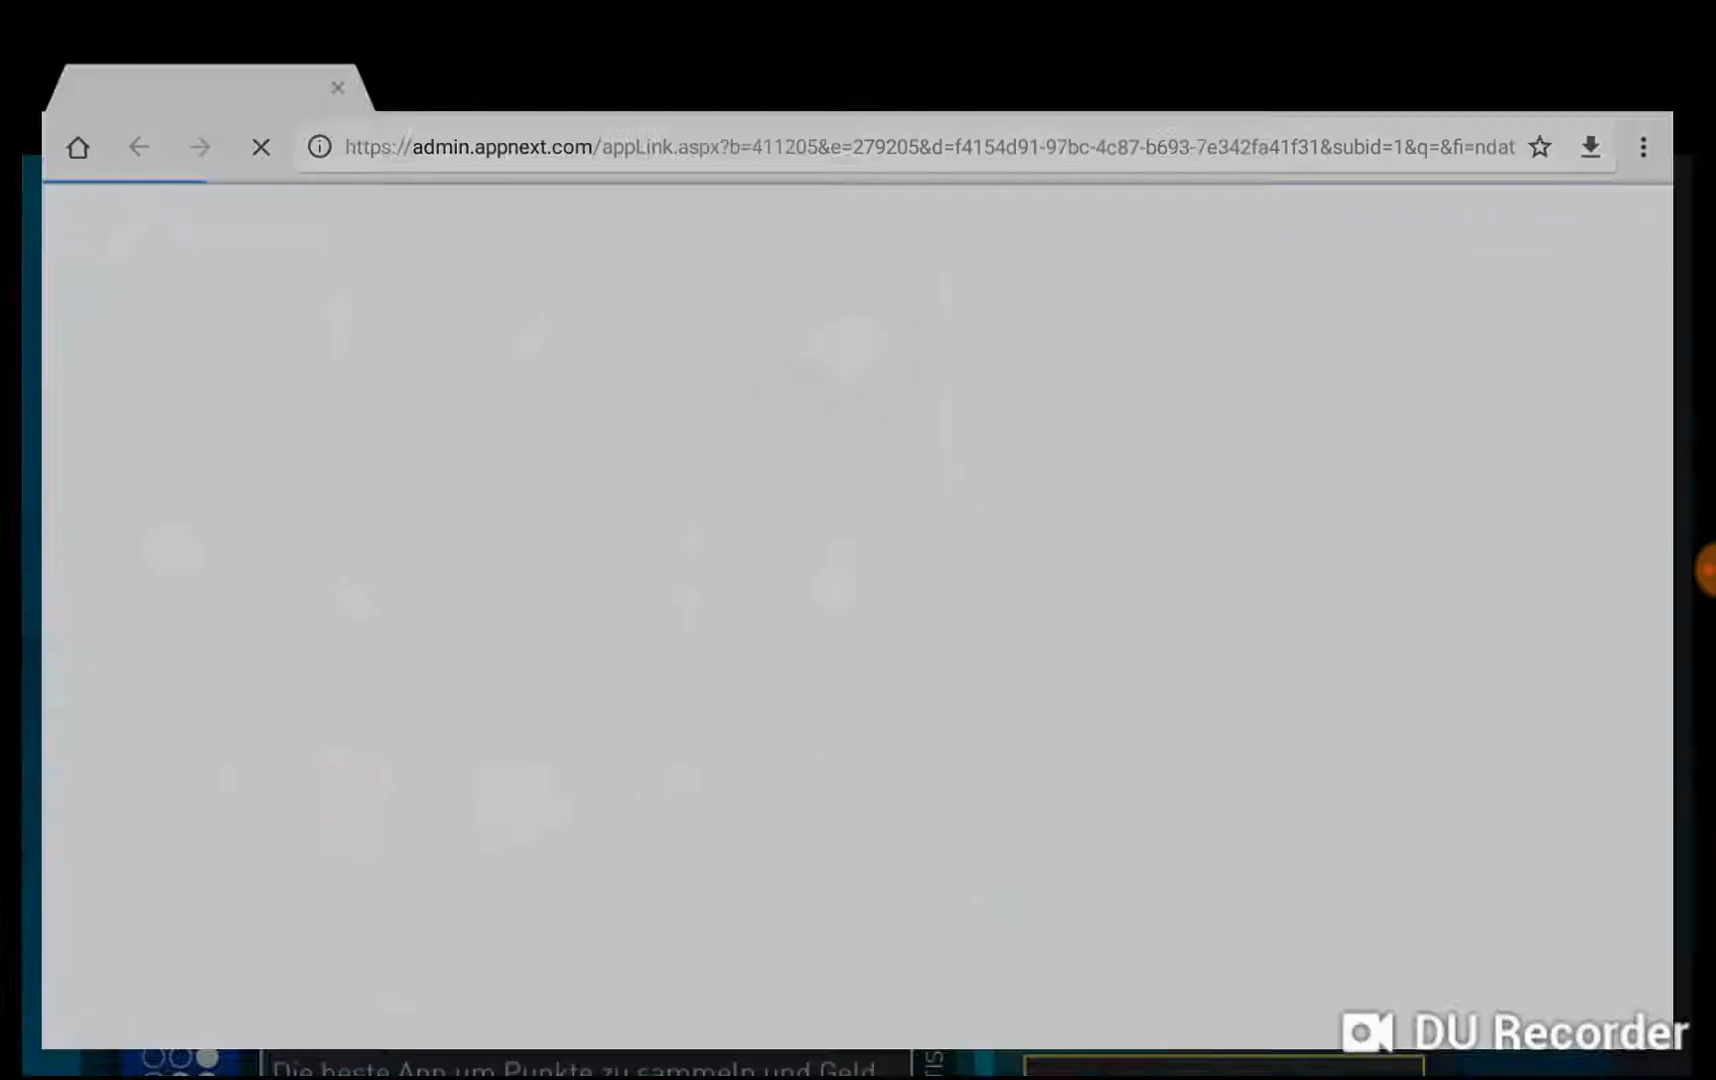 https://admin.appnext.com/appLink.aspx?b=411205&e=279205&d=f4154d91-97bc-4c87-b693-7e342fa41f31&subid=1&q=&fi=ndat
DU Recorder
Die beste App um Punkte zu sammeln und Geld